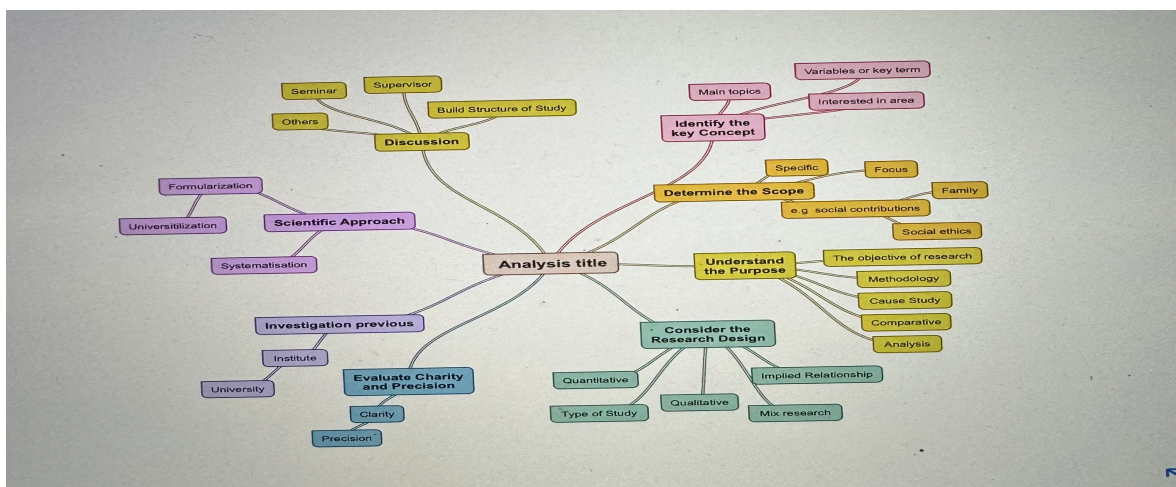 Seminar
Supervisor
Others
Build Structure of Study
Discussion
Main topics
Variables or key term
Interested in area
Identify the
key Concept
Specific
Focus
Determine the Scope
e.g social contributions
Family
Social ethics
Formularization
Universitilization
Scientific Approach
Systematisation
Analysis title
Understand
the Purpose
The objective of research
Methodology
Cause Study
Comparative
Analysis
Investigation previous
Institute
University
Evaluate Charity
and Precision
Clarity
Precision
Consider the
Research Design
Quantitative
Type of Study
Qualitative
Implied Relationship
Mix research